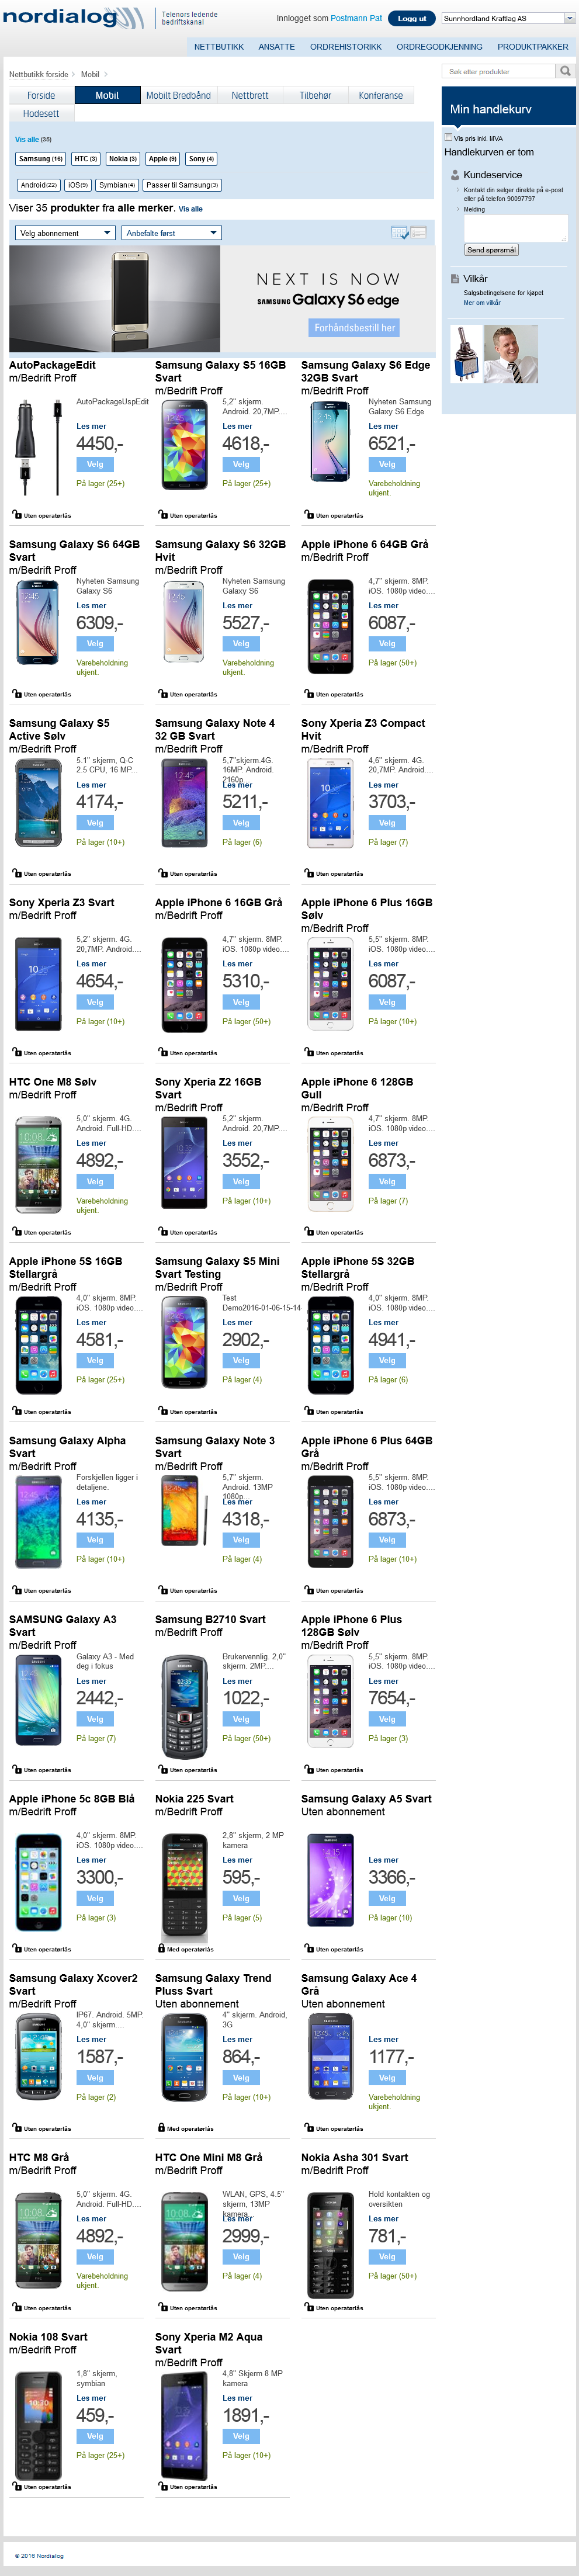 nordialog
Telenors ledende
bedriftskanal
Innlogget som Postmann Pat
Logg ut
Sunnhordland Kraftlag AS
NETTBUTIKK ANSATTE ORDREHISTORIKK ORDREGODKJENNING PRODUKTPAKKER
Nettbutikk forside Mobil
Søk etter produkter
Forside Mobil Mobilt Bredbånd Nettbrett Tilbehør Konferanse
Hodesett
Vis alle (35)
Samsung (16) HTC (3) Nokia (3) Apple (9) Sony (4)
Android(22) iOS(9) Symbian(4) Passer til Samsung(3)
Viser 35 produkter fra alle merker. Vis alle
Velg abonnement
Anbefalte først
NEXT IS NOW
SAMSUNG Galaxy S6 edge
Forhåndsbestill her
Min handlekurv
Vis pris inkl. MVA
Handlekurven er tom
Kundeservice
Kontakt din selger direkte på e-post
eller på telefon 90097797
Melding
Send spørsmål
Vilkår
Salgsbetingelsene for kjøpet
Mer om vilkår
AutoPackageEdit
m/Bedrift Proff
AutoPackageUspEdit
Les mer
4450,-
Velg
På lager (25+)
Uten operatørlås
Samsung Galaxy S5 16GB
Svart
m/Bedrift Proff
5,2" skjerm.
Android. 20,7MP....
Les mer
4618,-
Velg
På lager (25+)
Uten operatørlås
Samsung Galaxy S6 Edge
32GB Svart
m/Bedrift Proff
Nyheten Samsung
Galaxy S6 Edge
Les mer
6521,-
Velg
Varebeholdning
ukjent.
Uten operatørlås
Samsung Galaxy S6 64GB
Svart
m/Bedrift Proff
Nyheten Samsung
Galaxy S6
Les mer
6309,-
Velg
Varebeholdning
ukjent.
Uten operatørlås
Samsung Galaxy S6 32GB
Hvit
m/Bedrift Proff
Nyheten Samsung
Galaxy S6
Les mer
5527,-
Velg
Varebeholdning
ukjent.
Uten operatørlås
Apple iPhone 6 64GB Grå
m/Bedrift Proff
4,7" skjerm. 8MP.
iOS. 1080p video....
Les mer
6087,-
Velg
På lager (50+)
Uten operatørlås
Samsung Galaxy S5
Active Sølv
m/Bedrift Proff
5.1" skjerm, Q-C
2.5 CPU, 16 MP...
Les mer
4174,-
Velg
På lager (10+)
Uten operatørlås
Samsung Galaxy Note 4
32 GB Svart
m/Bedrift Proff
5,7"skjerm.4G.
16MP. Android.
2160p...
Les mer
5211,-
Velg
På lager (6)
Uten operatørlås
Sony Xperia Z3 Compact
Hvit
m/Bedrift Proff
4,6" skjerm. 4G.
20,7MP. Android....
Les mer
3703,-
Velg
På lager (7)
Uten operatørlås
Sony Xperia Z3 Svart
m/Bedrift Proff
5,2" skjerm. 4G.
20,7MP. Android....
Les mer
4654,-
Velg
På lager (10+)
Uten operatørlås
Apple iPhone 6 16GB Grå
m/Bedrift Proff
4,7" skjerm. 8MP.
iOS. 1080p video....
Les mer
5310,-
Velg
På lager (50+)
Uten operatørlås
Apple iPhone 6 Plus 16GB
Sølv
m/Bedrift Proff
5,5" skjerm. 8MP.
iOS. 1080p video....
Les mer
6087,-
Velg
På lager (10+)
Uten operatørlås
HTC One M8 Sølv
m/Bedrift Proff
5,0" skjerm. 4G.
Android. Full-HD....
Les mer
4892,-
Velg
Varebeholdning
ukjent.
Uten operatørlås
Sony Xperia Z2 16GB
Svart
m/Bedrift Proff
5,2" skjerm.
Android. 20,7MP....
Les mer
3552,-
Velg
På lager (10+)
Uten operatørlås
Apple iPhone 6 128GB
Gull
m/Bedrift Proff
4,7" skjerm. 8MP.
iOS. 1080p video....
Les mer
6873,-
Velg
På lager (7)
Uten operatørlås
Apple iPhone 5S 16GB
Stellargrå
m/Bedrift Proff
4,0" skjerm. 8MP.
iOS. 1080p video....
Les mer
4581,-
Velg
På lager (25+)
Uten operatørlås
Samsung Galaxy S5 Mini
Svart Testing
m/Bedrift Proff
Test
Demo2016-01-06-15-14
Les mer
2902,-
Velg
På lager (4)
Uten operatørlås
Apple iPhone 5S 32GB
Stellargrå
m/Bedrift Proff
4,0" skjerm. 8MP.
iOS. 1080p video....
Les mer
4941,-
Velg
På lager (6)
Uten operatørlås
Samsung Galaxy Alpha
Svart
m/Bedrift Proff
Forskjellen ligger i
detaljene.
Les mer
4135,-
Velg
På lager (10+)
Uten operatørlås
Samsung Galaxy Note 3
Svart
m/Bedrift Proff
5,7" skjerm.
Android. 13MP
1080p...
Les mer
4318,-
Velg
På lager (4)
Uten operatørlås
Apple iPhone 6 Plus 64GB
Grå
m/Bedrift Proff
5,5" skjerm. 8MP.
iOS. 1080p video....
Les mer
6873,-
Velg
På lager (10+)
Uten operatørlås
SAMSUNG Galaxy A3
Svart
m/Bedrift Proff
Galaxy A3 - Med
deg i fokus
Les mer
2442,-
Velg
På lager (7)
Uten operatørlås
Samsung B2710 Svart
m/Bedrift Proff
Brukervennlig. 2,0"
skjerm. 2MP....
Les mer
1022,-
Velg
På lager (50+)
Uten operatørlås
Apple iPhone 6 Plus
128GB Sølv
m/Bedrift Proff
5,5" skjerm. 8MP.
iOS. 1080p video....
Les mer
7654,-
Velg
På lager (3)
Uten operatørlås
Apple iPhone 5c 8GB Blå
m/Bedrift Proff
4,0" skjerm. 8MP.
iOS. 1080p video....
Les mer
3300,-
Velg
På lager (3)
Uten operatørlås
Nokia 225 Svart
m/Bedrift Proff
2,8" skjerm, 2 MP
kamera
Les mer
595,-
Velg
På lager (5)
Med operatørlås
Samsung Galaxy A5 Svart
Uten abonnement
Les mer
3366,-
Velg
På lager (10)
Uten operatørlås
Samsung Galaxy Xcover2
Svart
m/Bedrift Proff
IP67. Android. 5MP.
4,0" skjerm....
Les mer
1587,-
Velg
På lager (2)
Uten operatørlås
Samsung Galaxy Trend
Pluss Svart
Uten abonnement
4" skjerm. Android,
3G
Les mer
864,-
Velg
På lager (10+)
Med operatørlås
Samsung Galaxy Ace 4
Grå
Uten abonnement
Les mer
1177,-
Velg
Varebeholdning
ukjent.
Uten operatørlås
HTC M8 Grå
m/Bedrift Proff
5,0" skjerm. 4G.
Android. Full-HD....
Les mer
4892,-
Velg
Varebeholdning
ukjent.
Uten operatørlås
HTC One Mini M8 Grå
m/Bedrift Proff
WLAN, GPS, 4.5"
skjerm, 13MP
kamera
Les mer
2999,-
Velg
På lager (4)
Uten operatørlås
Nokia Asha 301 Svart
m/Bedrift Proff
Hold kontakten og
oversikten
Les mer
781,-
Velg
På lager (50+)
Uten operatørlås
Nokia 108 Svart
m/Bedrift Proff
1,8" skjerm,
symbian
Les mer
459,-
Velg
På lager (25+)
Uten operatørlås
Sony Xperia M2 Aqua
Svart
m/Bedrift Proff
4,8" Skjerm 8 MP
kamera
Les mer
1891,-
Velg
På lager (10+)
Uten operatørlås
© 2016 Nordialog